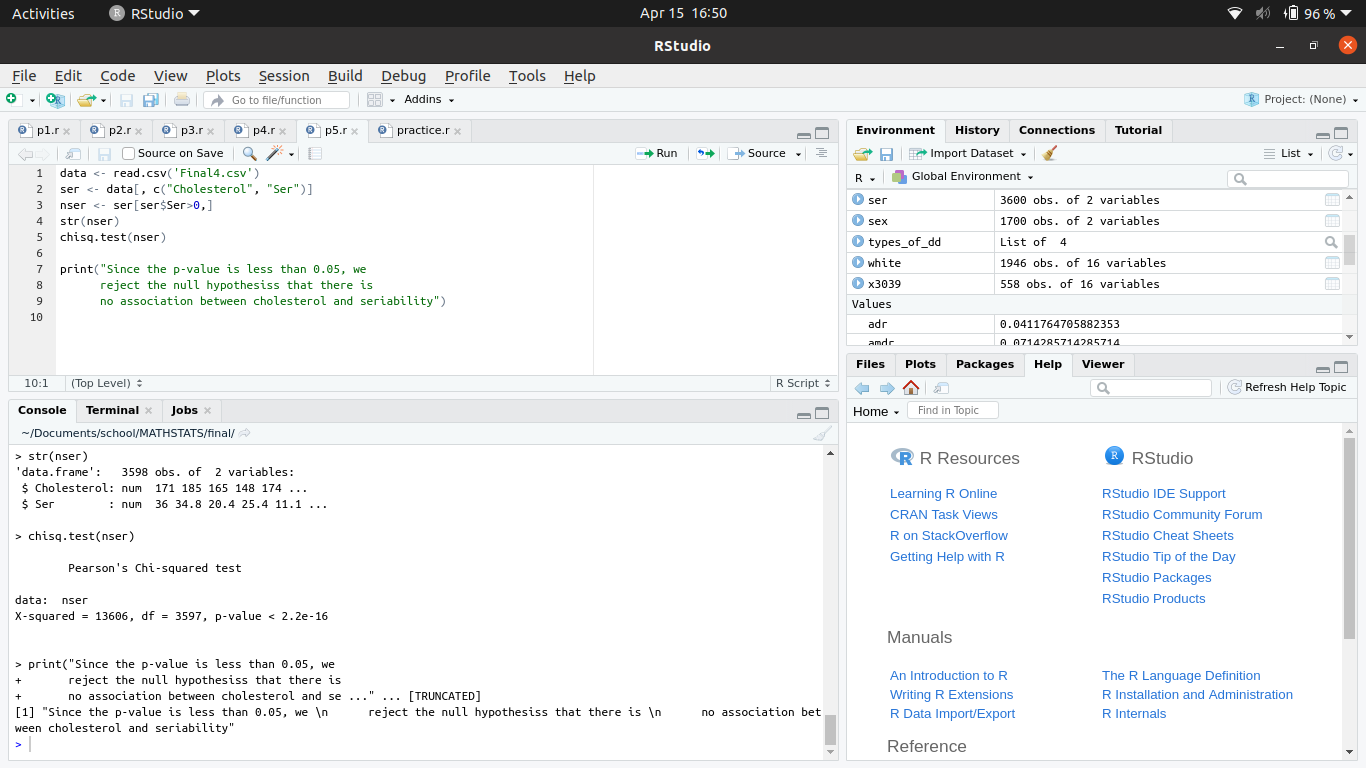 Activities RStudio Apr 15 16:50 96 %
RStudio
File Edit Code View Plots Session Build Debug Profile Tools Help
Go to file/function Addins Project: (None)
p1.r p2.r p3.r p4.r p5.r practice.r
Source on Save Run Source
1 data <- read.csv('Final4.csv')
2 ser <- data[, c("Cholesterol", "Ser")]
3 nser <- ser[ser$Ser>0,]
4 str(nser)
5 chisq.test(nser)
6
7 print("Since the p-value is less than 0.05, we
8 reject the null hypothesiss that there is
9 no association between cholesterol and seriability")
10
10:1 (Top Level) R Script
Console Terminal Jobs
~/Documents/school/MATHSTATS/final/
> str(nser)
'data.frame': 3598 obs. of 2 variables:
$ Cholesterol: num 171 185 165 148 174 ...
$ Ser : num 36 34.8 20.4 25.4 11.1 ...
> chisq.test(nser)
Pearson's Chi-squared test
data: nser
X-squared = 13606, df = 3597, p-value < 2.2e-16
> print("Since the p-value is less than 0.05, we
+ reject the null hypothesiss that there is
+ no association between cholesterol and se ..." ... [TRUNCATED]
[1] "Since the p-value is less than 0.05, we \n reject the null hypothesiss that there is \n no association bet
ween cholesterol and seriability"
>
Environment History Connections Tutorial
Import Dataset List
R Global Environment
ser 3600 obs. of 2 variables
sex 1700 obs. of 2 variables
types_of_dd List of 4
white 1946 obs. of 16 variables
x3039 558 obs. of 16 variables
Values
adr 0.0411764705882353
amdr 0.0714285714285714
Files Plots Packages Help Viewer
Refresh Help Topic
Home Find in Topic
R Resources
Learning R Online
CRAN Task Views
R on StackOverflow
Getting Help with R
RStudio
RStudio IDE Support
RStudio Community Forum
RStudio Cheat Sheets
RStudio Tip of the Day
RStudio Packages
RStudio Products
Manuals
An Introduction to R
Writing R Extensions
R Data Import/Export
The R Language Definition
R Installation and Administration
R Internals
Reference